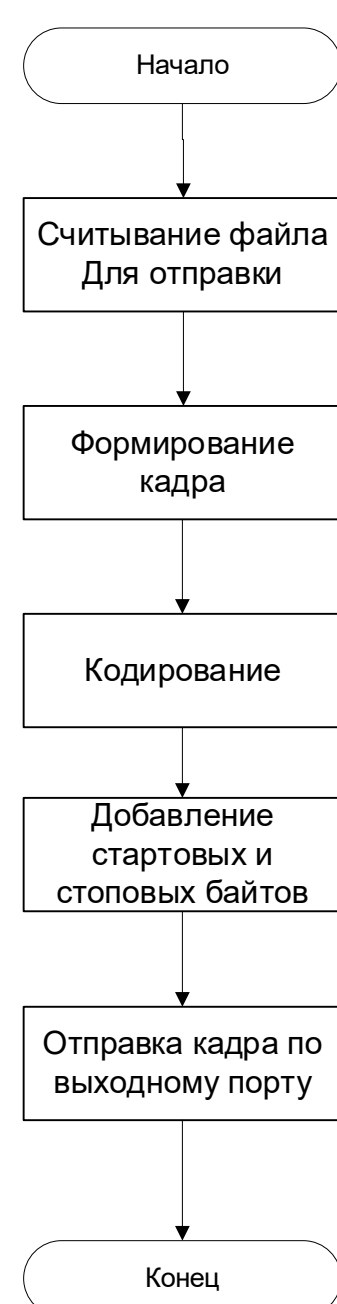 Начало
Считывание файла
Для отправки
Формирование
кадра
Кодирование
Добавление
стартовых и
стоповых байтов
Отправка кадра по
выходному порту
Конец